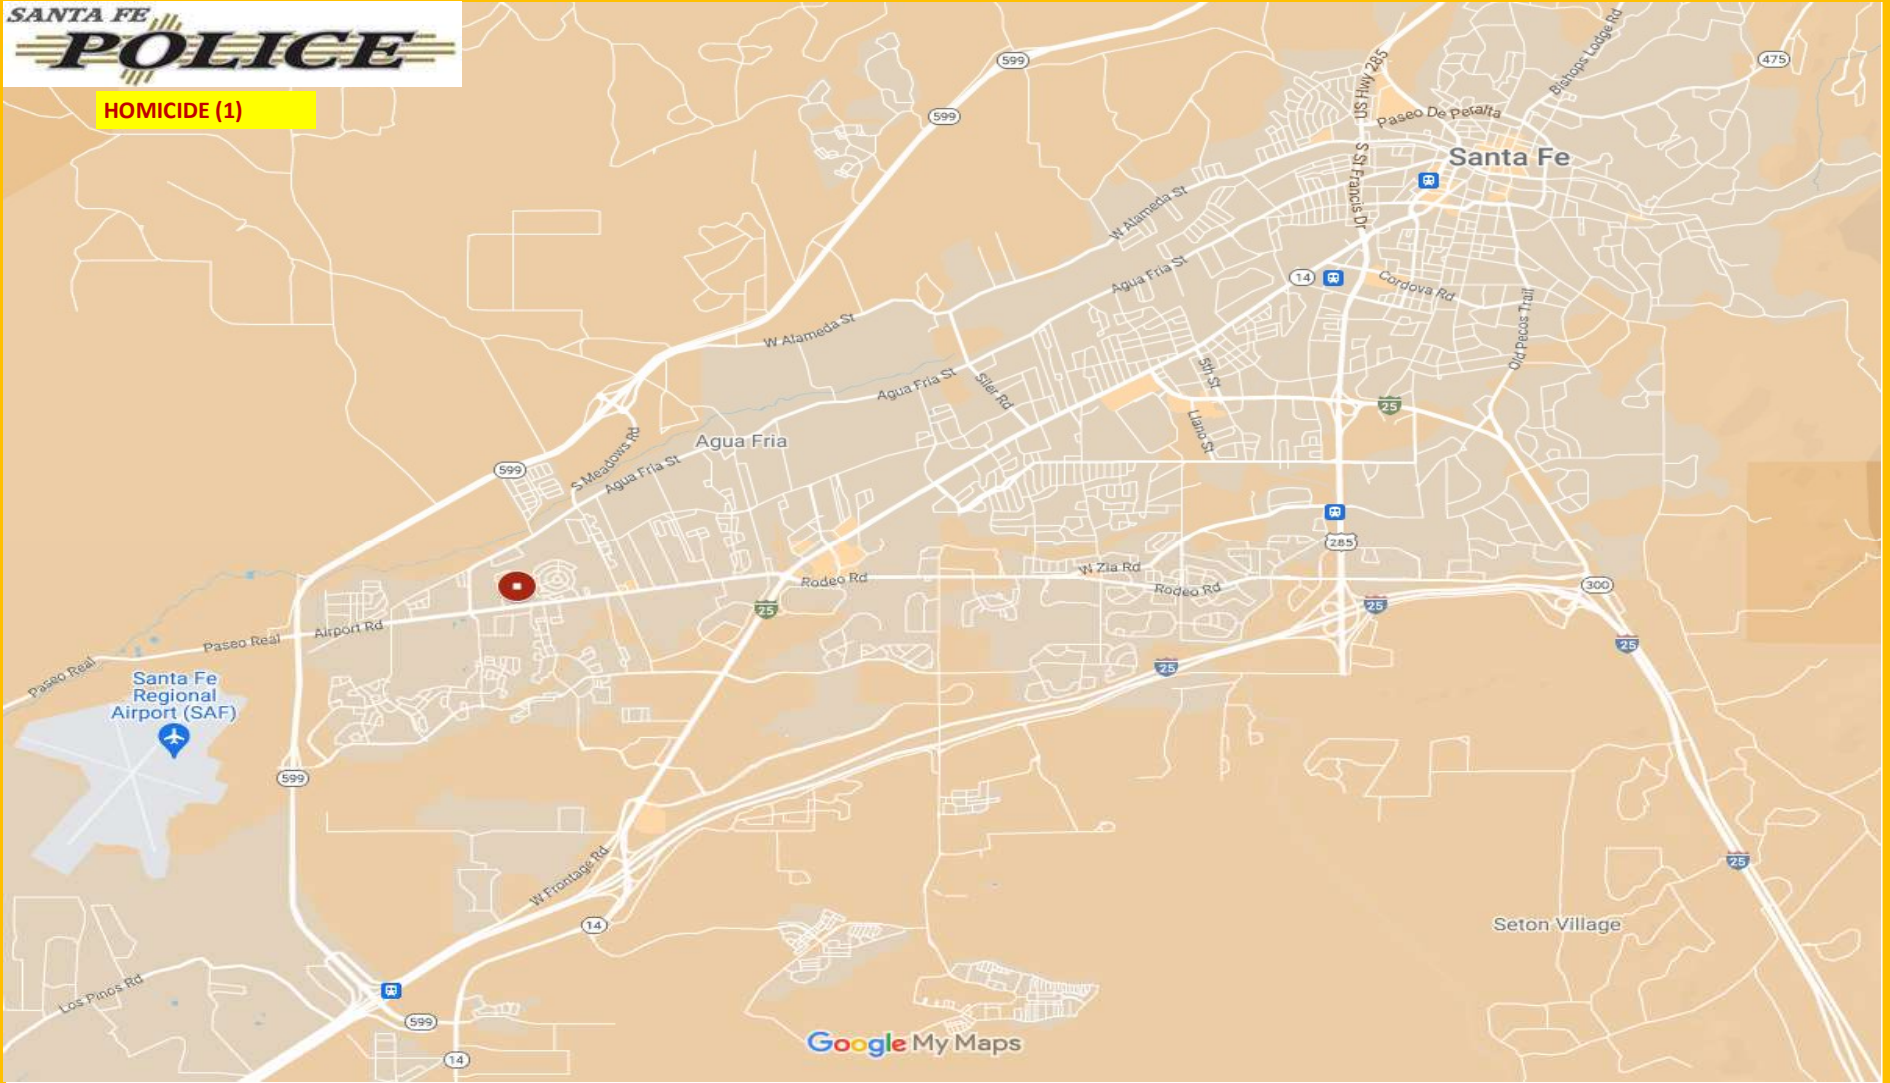 SANTA FE
POLICE
HOMICIDE (1)
599
599
US Hwy 285
Bishops Lodge Rd
475
Paseo De Peralta
Santa Fe
S St Francis Dr
W Alameda St
Agua Fria St
14
Cordova Rd
Old Pecos Trail
W Alameda St
Agua Fria St
Siler Rd
5th St
Llano St
25
Agua Fria
S Meadows Rd
Agua Fria St
599
285
W Zia Rd
Rodeo Rd
Rodeo Rd
300
25
25
25
25
Airport Rd
Paseo Real
Paseo Real
Santa Fe
Regional
Airport (SAF)
599
25
W Frontage Rd
14
Seton Village
Los Pinos Rd
599
14
Google My Maps